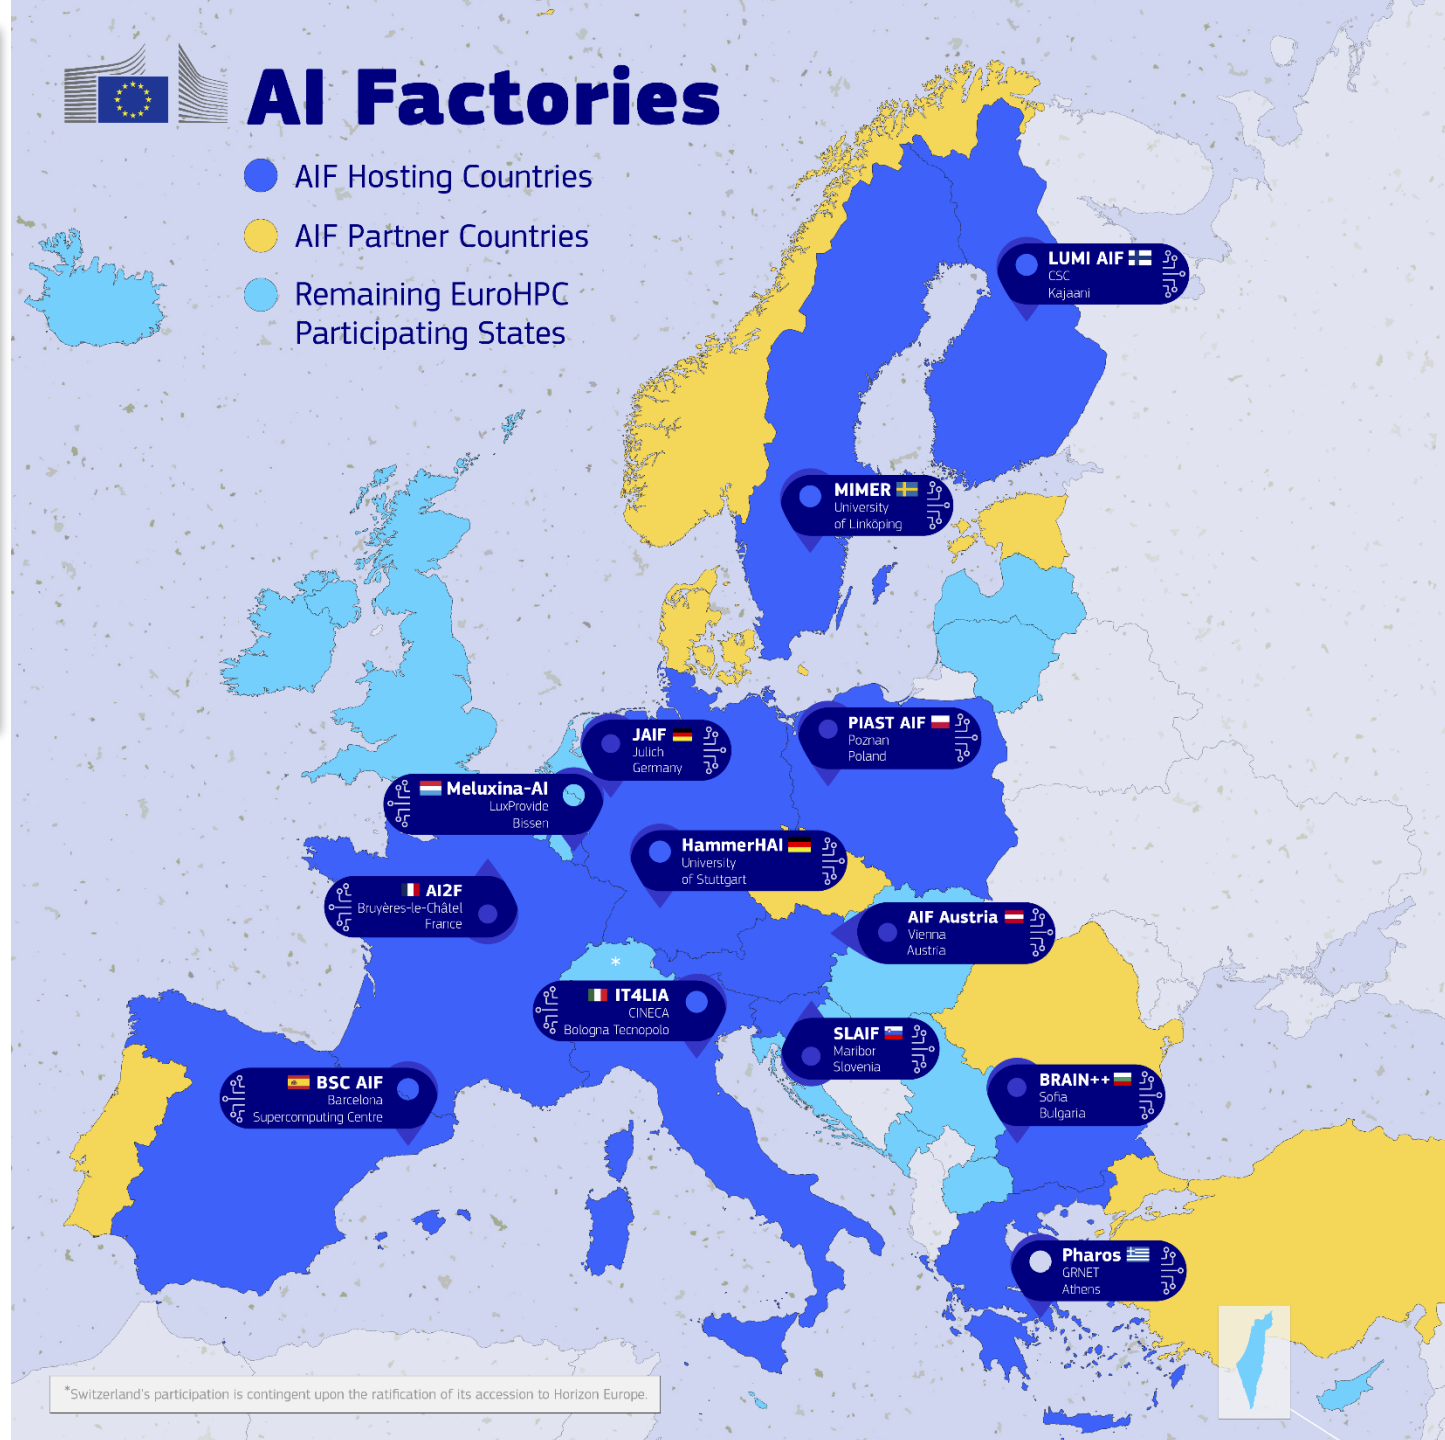 AI Factories
AIF Hosting Countries
AIF Partner Countries
Remaining EuroHPC
Participating States
LUMI AIF
CSC
Kajaani
MIMER
University
of Linköping
JAIF
Julich
Germany
PIAST AIF
Poznan
Poland
Meluxina-AI
LuxProvide
Bissen
HammerHAI
University
of Stuttgart
AI2F
Bruyères-le-Châtel
France
AIF Austria
Vienna
Austria
*
IT4LIA
CINECA
Bologna Tecnopolo
SLAIF
Maribor
Slovenia
BSC AIF
Barcelona
Supercomputing Centre
BRAIN++
Sofia
Bulgaria
Pharos
GRNET
Athens
*Switzerland's participation is contingent upon the ratification of its accession to Horizon Europe.